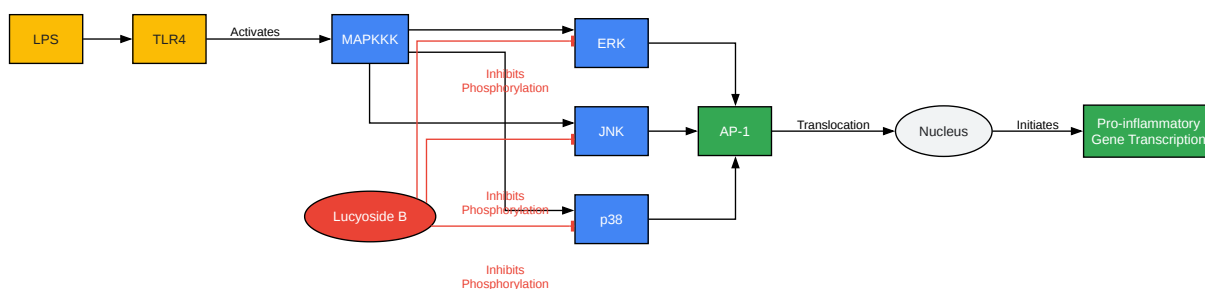 LPS
TLR4
Activates
MAPKKK
ERK
Inhibits
Phosphorylation
JNK
AP-1
Translocation
Nucleus
Initiates
Pro-inflammatory
Gene Transcription
Inhibits
Phosphorylation
Lucyoside B
p38
Inhibits
Phosphorylation